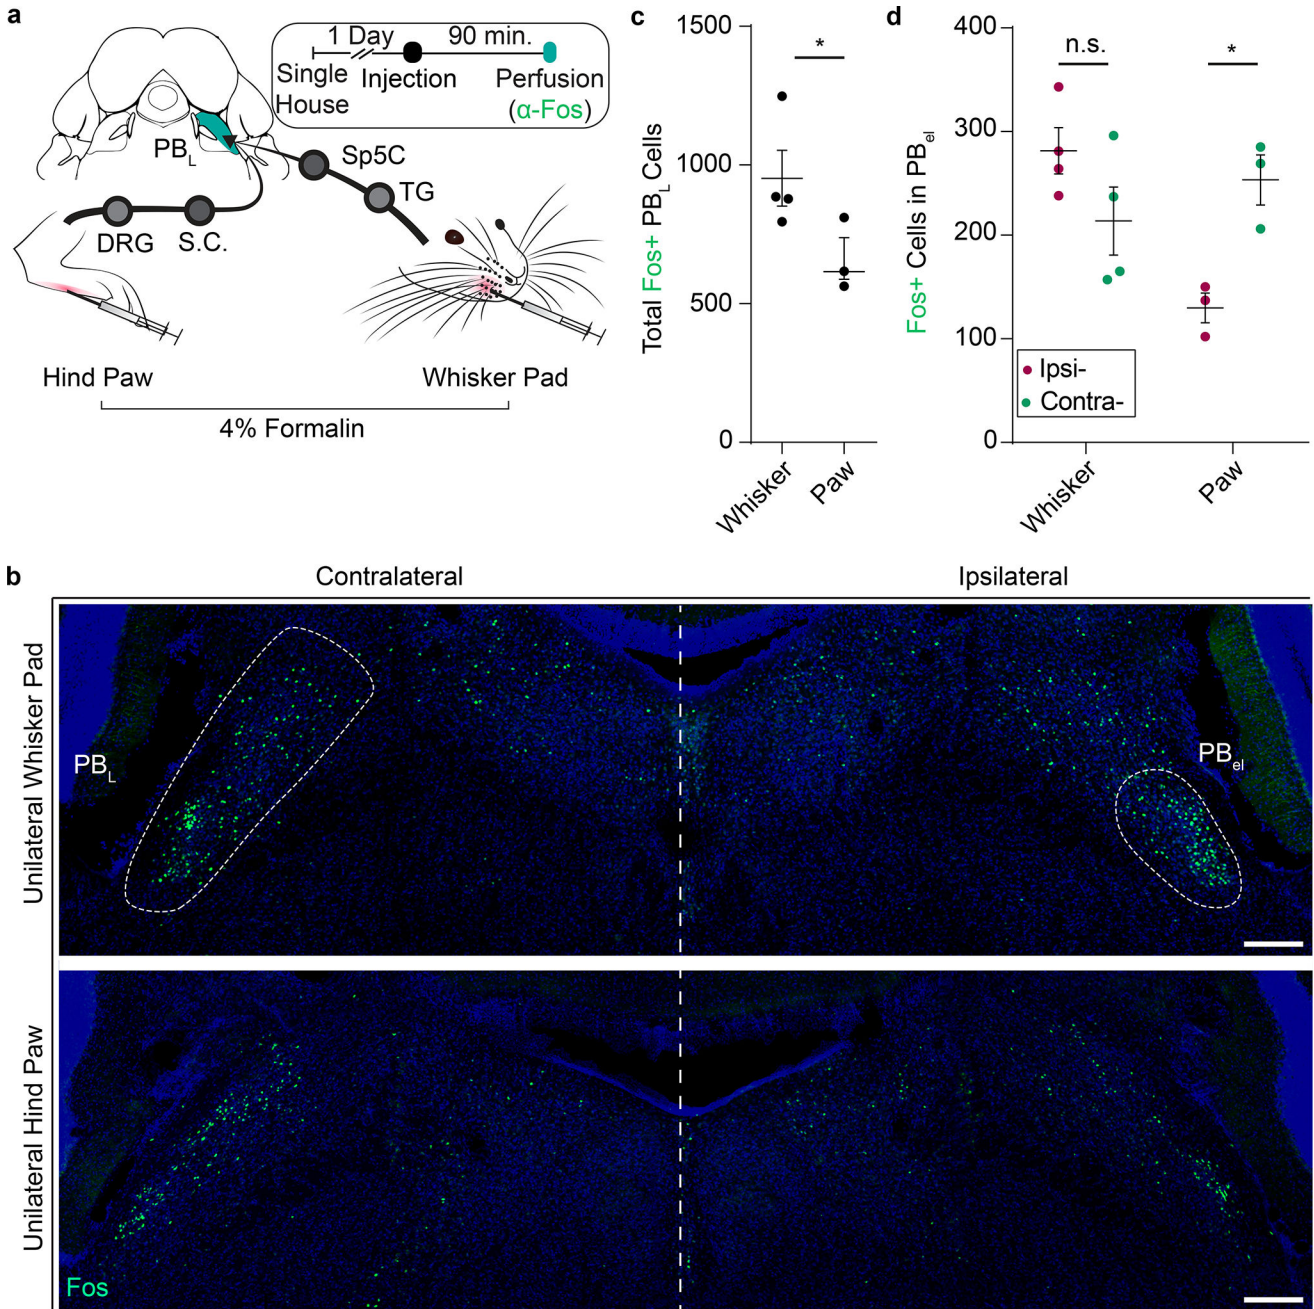 a
1 Day
90 min.
Single House
Injection
Perfusion
(α-Fos)
PBL
Sp5C
TG
DRG
S.C.
Hind Paw
Whisker Pad
4% Formalin
c
Total Fos+ PBL Cells
1500
1000
500
0
*
Whisker
Paw
d
Fos+ Cells in PBel
400
300
200
100
0
n.s.
*
Ipsi-
Contra-
Whisker
Paw
b
Contralateral
Ipsilateral
Unilateral Whisker Pad
PBL
PBel
Unilateral Hind Paw
Fos